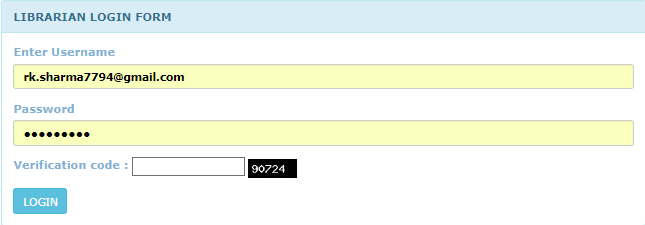 LIBRARIAN LOGIN FORM
Enter Username
rk.sharma7794@gmail.com
Password
●●●●●●●●●
Verification code : 90724
LOGIN